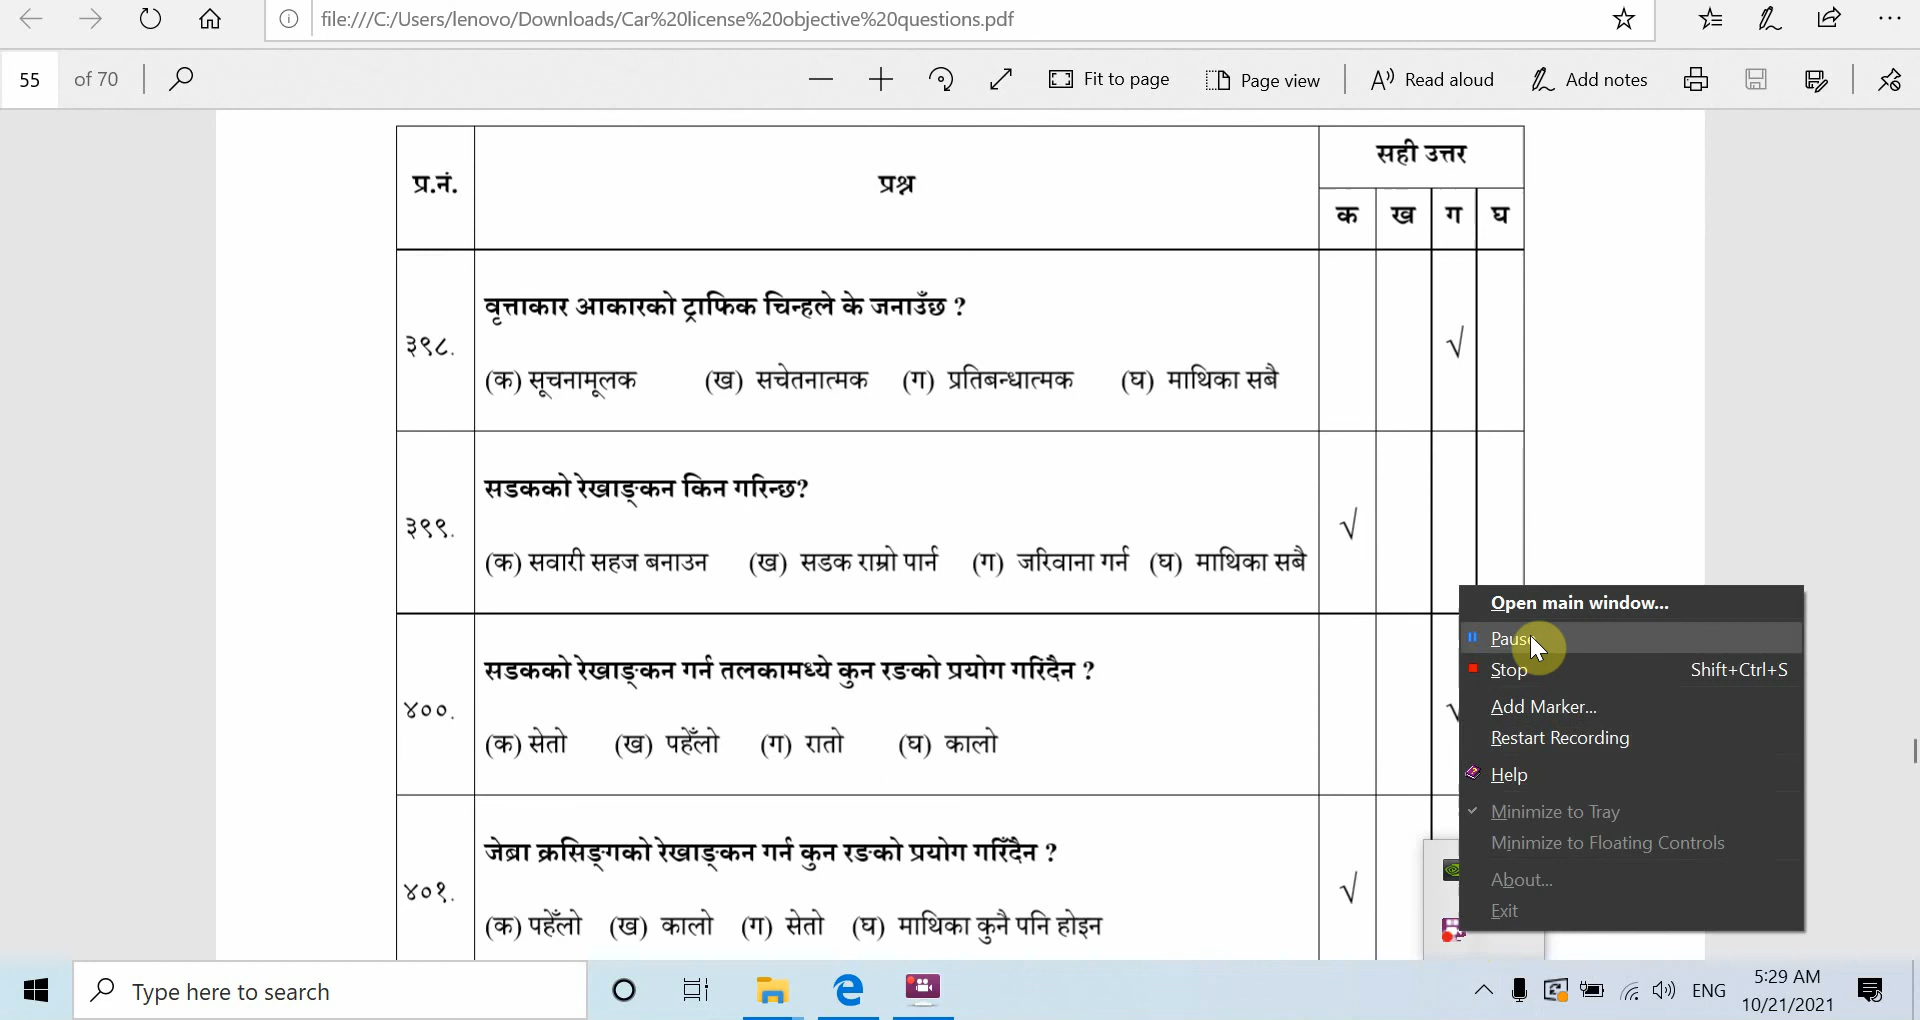 file:///C:/Users/lenovo/Downloads/Car%20license%20objective%20questions.pdf
55 of 70 Fit to page Page view Read aloud Add notes
प्र.नं. प्रश्न सही उत्तर
क ख ग घ
३९८. वृत्ताकार आकारको ट्राफिक चिन्हले के जनाउँछ ?
(क) सूचनामूलक (ख) सचेतनात्मक (ग) प्रतिबन्धात्मक (घ) माथिका सबै
√
३९९. सडकको रेखाङ्कन किन गरिन्छ?
(क) सवारी सहज बनाउन (ख) सडक राम्रो पार्न (ग) जरिवाना गर्न (घ) माथिका सबै
√
४००. सडकको रेखाङ्कन गर्न तलकामध्ये कुन रङको प्रयोग गरिँदैन ?
(क) सेतो (ख) पहेँलो (ग) रातो (घ) कालो
४०१. जेब्रा क्रसिङ्गको रेखाङ्कन गर्न कुन रङको प्रयोग गरिँदैन ?
(क) पहेँलो (ख) कालो (ग) सेतो (घ) माथिका कुनै पनि होइन
√
Open main window...
Pause
Stop Shift+Ctrl+S
Add Marker...
Restart Recording
Help
Minimize to Tray
Minimize to Floating Controls
About...
Exit
Type here to search
ENG
5:29 AM
10/21/2021